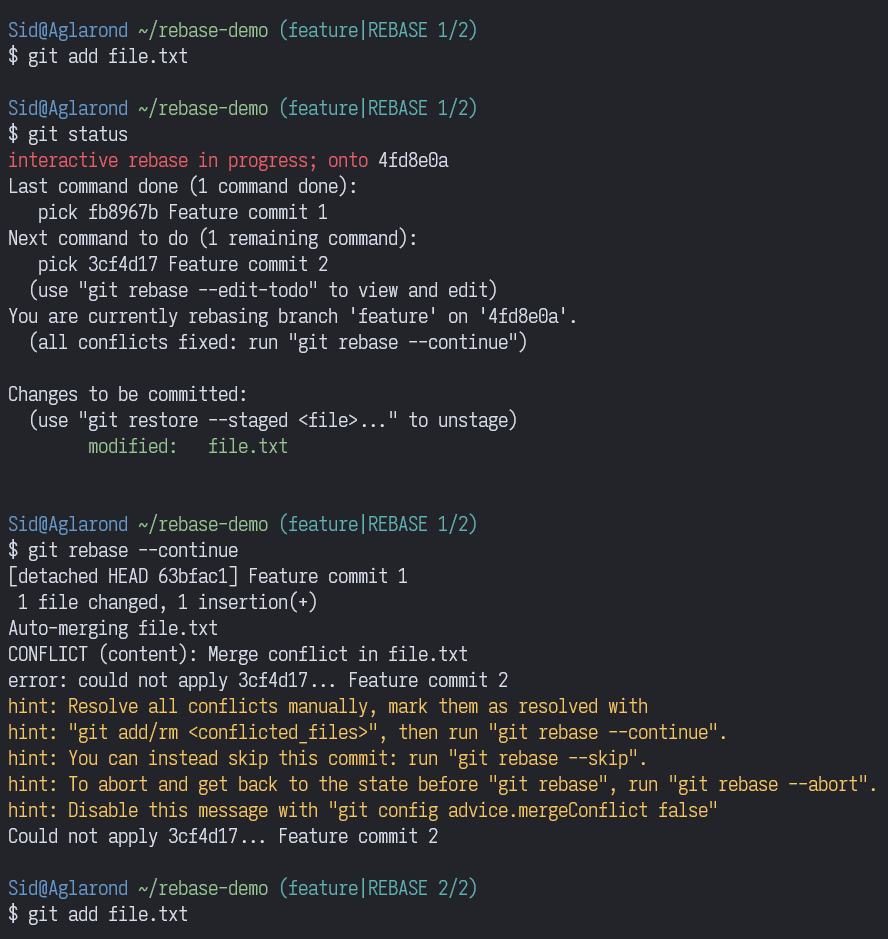 Sid@Aglarond ~/rebase-demo (feature|REBASE 1/2)
$ git add file.txt
Sid@Aglarond ~/rebase-demo (feature|REBASE 1/2)
$ git status
interactive rebase in progress; onto 4fd8e0a
Last command done (1 command done):
   pick fb8967b Feature commit 1
Next command to do (1 remaining command):
   pick 3cf4d17 Feature commit 2
  (use "git rebase --edit-todo" to view and edit)
You are currently rebasing branch 'feature' on '4fd8e0a'.
  (all conflicts fixed: run "git rebase --continue")
Changes to be committed:
  (use "git restore --staged <file>..." to unstage)
        modified:   file.txt
Sid@Aglarond ~/rebase-demo (feature|REBASE 1/2)
$ git rebase --continue
[detached HEAD 63bfac1] Feature commit 1
 1 file changed, 1 insertion(+)
Auto-merging file.txt
CONFLICT (content): Merge conflict in file.txt
error: could not apply 3cf4d17... Feature commit 2
hint: Resolve all conflicts manually, mark them as resolved with
hint: "git add/rm <conflicted_files>", then run "git rebase --continue".
hint: You can instead skip this commit: run "git rebase --skip".
hint: To abort and get back to the state before "git rebase", run "git rebase --abort".
hint: Disable this message with "git config advice.mergeConflict false"
Could not apply 3cf4d17... Feature commit 2
Sid@Aglarond ~/rebase-demo (feature|REBASE 2/2)
$ git add file.txt